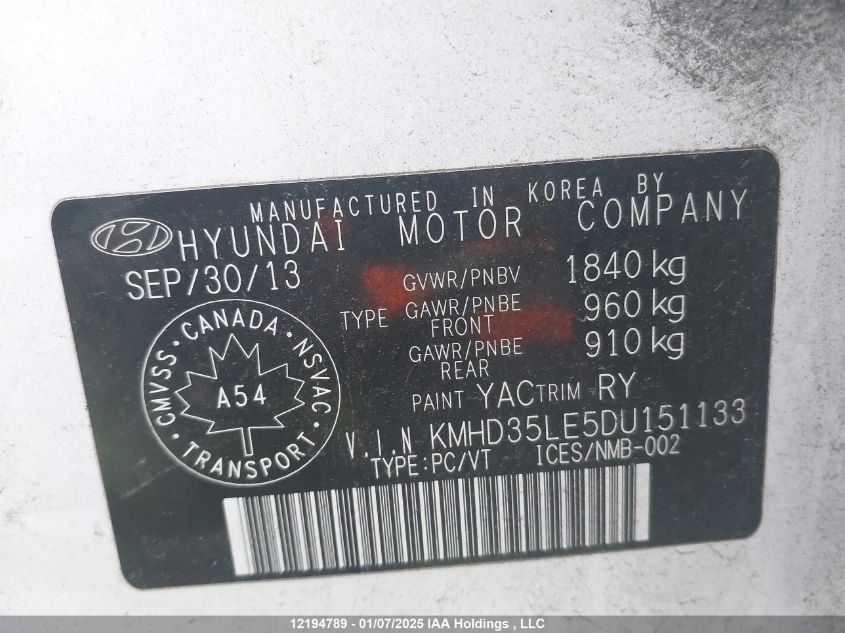 MANUFACTURED IN KOREA BY
HYUNDAI MOTOR COMPANY
SEP/30/13
GVWR/PNBV 1840 kg
TYPE GAWR/PNBE FRONT 960 kg
GAWR/PNBE REAR 910 kg
PAINT YAC TRIM RY
CMVSS • CANADA • NSVAC • TRANSPORT •
A54
V.I.N KMHD35LE5DU151133
TYPE:PC/VT ICES/NMB-002
12194789 - 01/07/2025 IAA Holdings , LLC